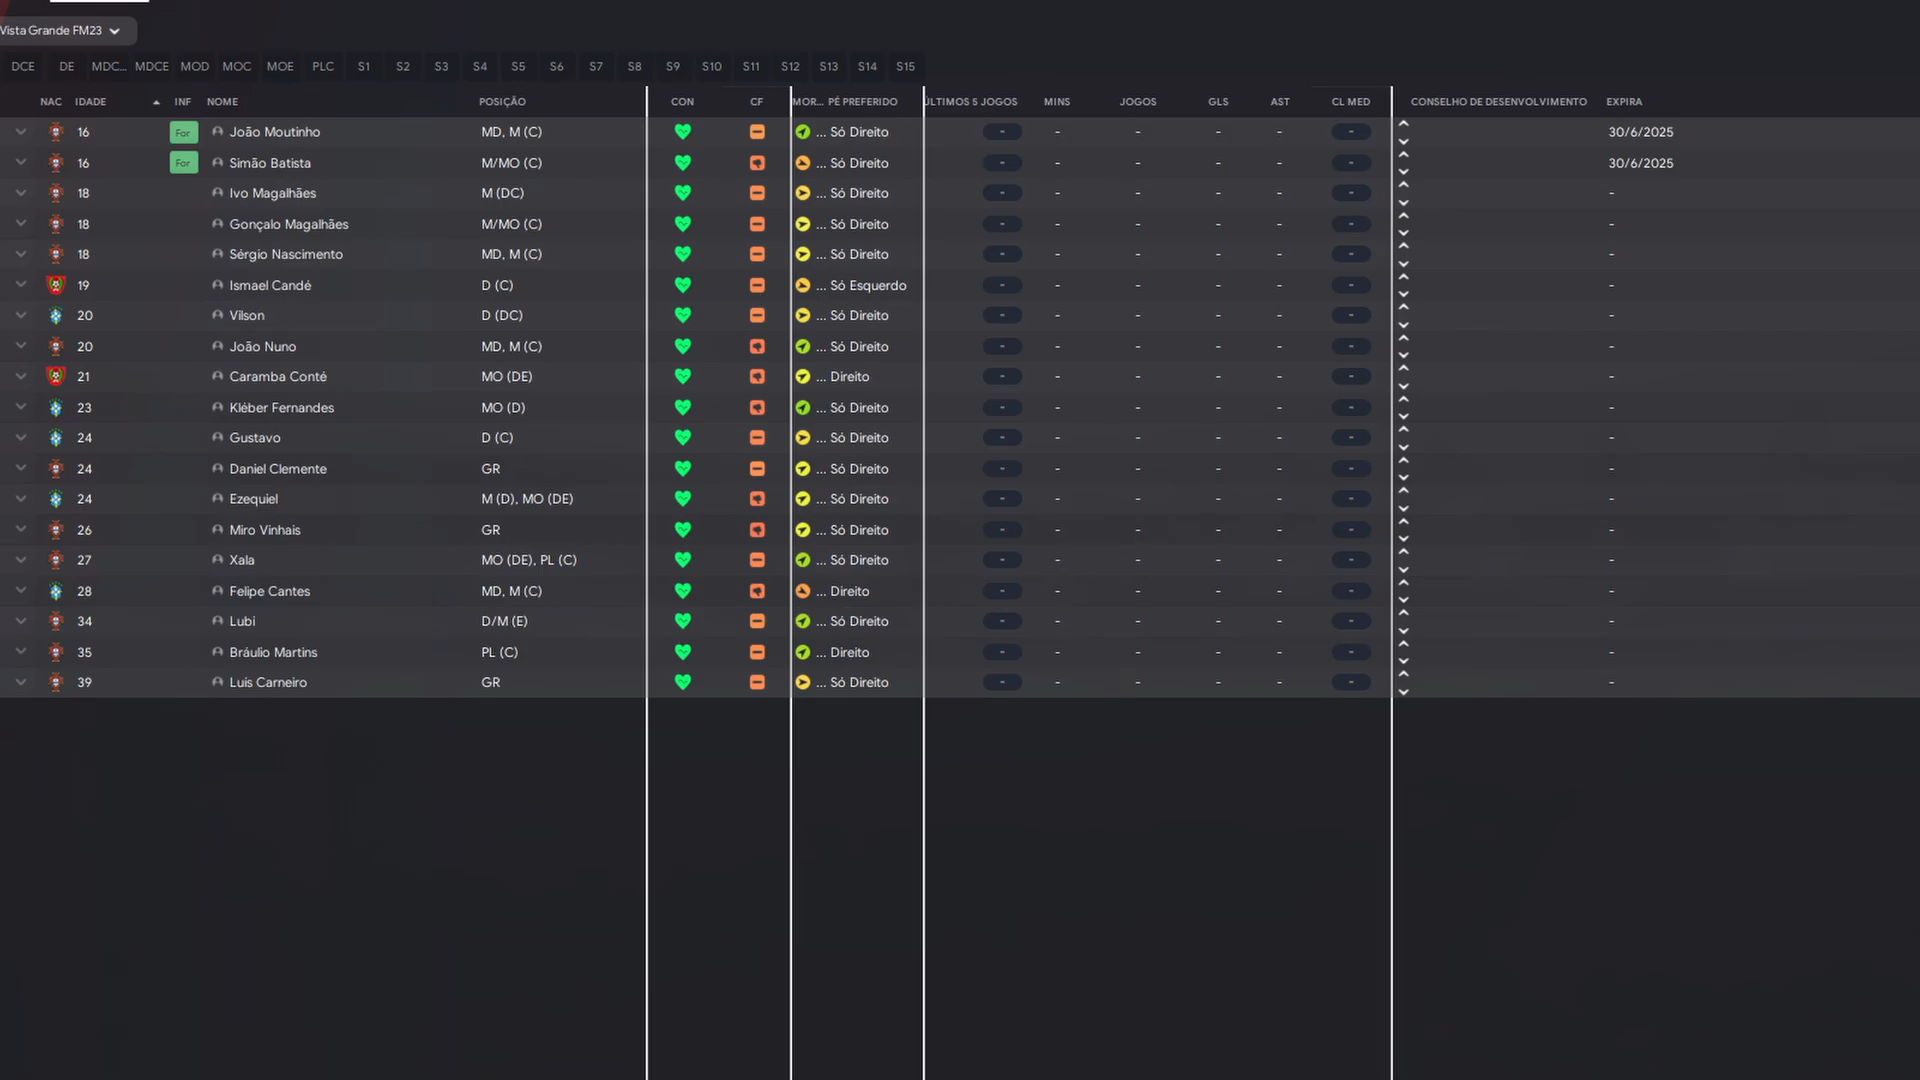 Vista Grande FM23
DCE DE MDC... MDCE MOD MOC MOE PLC S1 S2 S3 S4 S5 S6 S7 S8 S9 S10 S11 S12 S13 S14 S15
NAC IDADE INF NOME POSIÇÃO CON CF MOR... PÉ PREFERIDO ÚLTIMOS 5 JOGOS MINS JOGOS GLS AST CL MED CONSELHO DE DESENVOLVIMENTO EXPIRA
16 For João Moutinho MD, M (C) ... Só Direito - - - - - - 30/6/2025
16 For Simão Batista M/MO (C) ... Só Direito - - - - - - 30/6/2025
18 Ivo Magalhães M (DC) ... Só Direito - - - - - - -
18 Gonçalo Magalhães M/MO (C) ... Só Direito - - - - - - -
18 Sérgio Nascimento MD, M (C) ... Só Direito - - - - - - -
19 Ismael Candé D (C) ... Só Esquerdo - - - - - - -
20 Vilson D (DC) ... Só Direito - - - - - - -
20 João Nuno MD, M (C) ... Só Direito - - - - - - -
21 Caramba Conté MO (DE) ... Direito - - - - - - -
23 Kléber Fernandes MO (D) ... Só Direito - - - - - - -
24 Gustavo D (C) ... Só Direito - - - - - - -
24 Daniel Clemente GR ... Só Direito - - - - - - -
24 Ezequiel M (D), MO (DE) ... Só Direito - - - - - - -
26 Miro Vinhais GR ... Só Direito - - - - - - -
27 Xala MO (DE), PL (C) ... Só Direito - - - - - - -
28 Felipe Cantes MD, M (C) ... Direito - - - - - - -
34 Lubi D/M (E) ... Só Direito - - - - - - -
35 Bráulio Martins PL (C) ... Direito - - - - - - -
39 Luís Carneiro GR ... Só Direito - - - - - - -